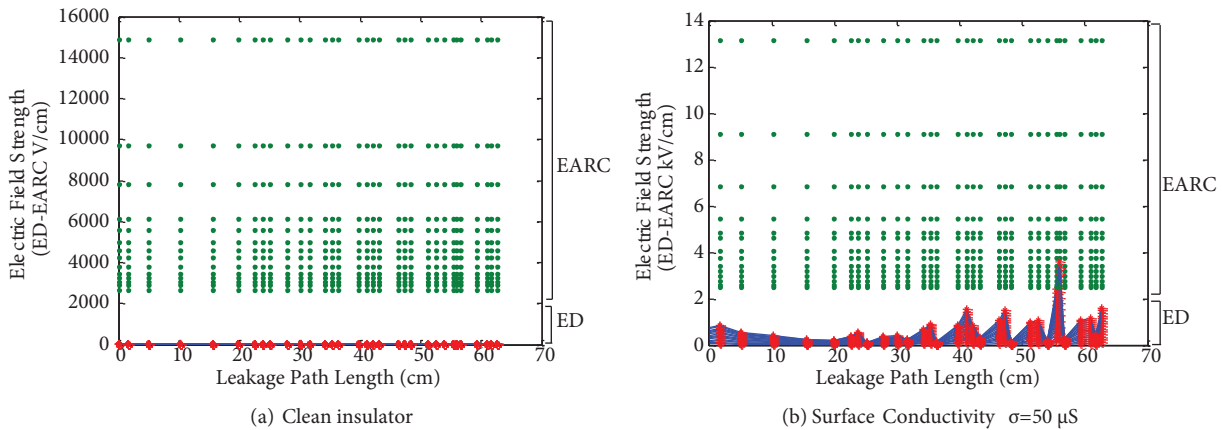 16000
14000
12000
10000
8000
6000
4000
2000
0
Electric Field Strength
(ED-EARC V/cm)
EARC
ED
0 10 20 30 40 50 60 70
Leakage Path Length (cm)
(a) Clean insulator
14
12
10
8
6
4
2
0
Electric Field Strength
(ED-EARC kV/cm)
EARC
ED
0 10 20 30 40 50 60 70
Leakage Path Length (cm)
(b) Surface Conductivity σ=50 µS